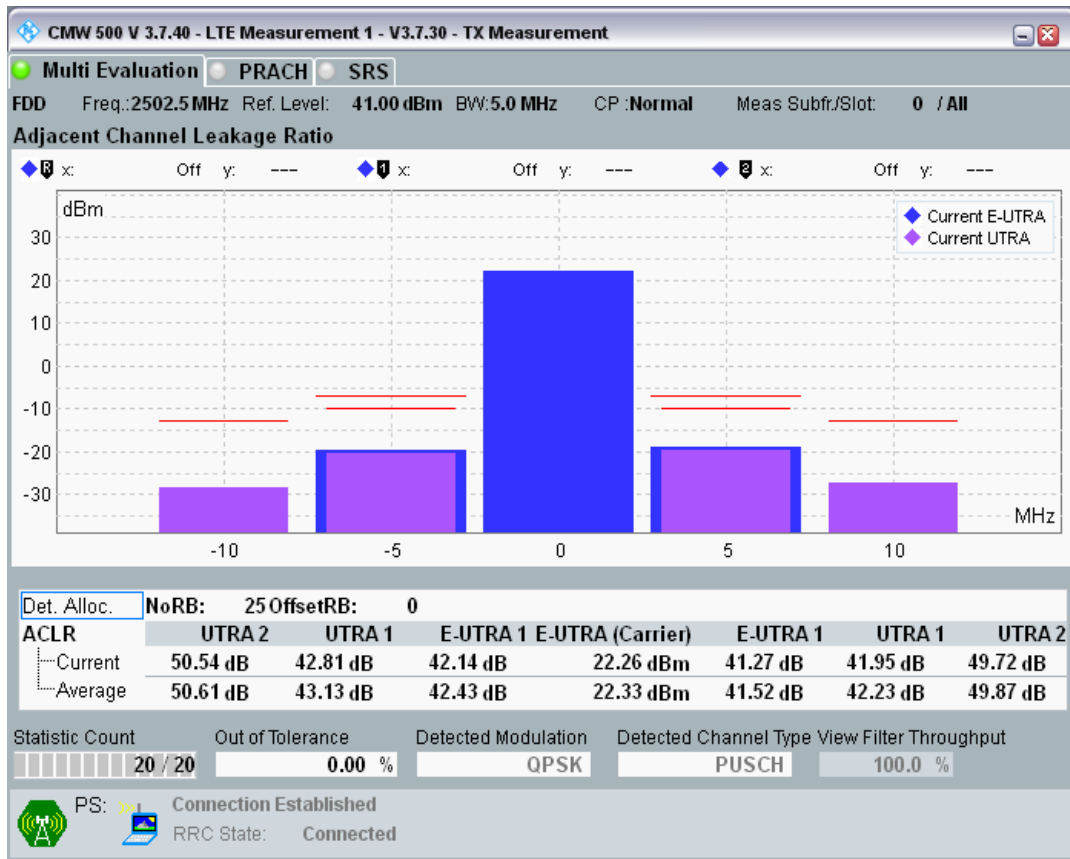 CMW 500 V 3.7.40 - LTE Measurement 1 - V3.7.30 - TX Measurement
Multi Evaluation PRACH SRS
FDD Freq.:2502.5 MHz Ref. Level: 41.00 dBm BW:5.0 MHz CP :Normal Meas Subfr./Slot: 0 / All
Adjacent Channel Leakage Ratio
R x: Off y: --- 1 x: Off y: --- 2 x: Off y: ---
dBm
Current E-UTRA
Current UTRA
30
20
10
0
-10
-20
-30
MHz
-10 -5 0 5 10
Det. Alloc. NoRB: 25 OffsetRB: 0
ACLR UTRA 2 UTRA 1 E-UTRA 1 E-UTRA (Carrier) E-UTRA 1 UTRA 1 UTRA 2
Current 50.54 dB 42.81 dB 42.14 dB 22.26 dBm 41.27 dB 41.95 dB 49.72 dB
Average 50.61 dB 43.13 dB 42.43 dB 22.33 dBm 41.52 dB 42.23 dB 49.87 dB
Statistic Count Out of Tolerance Detected Modulation Detected Channel Type View Filter Throughput
20 / 20 0.00 % QPSK PUSCH 100.0 %
PS: Connection Established
RRC State: Connected